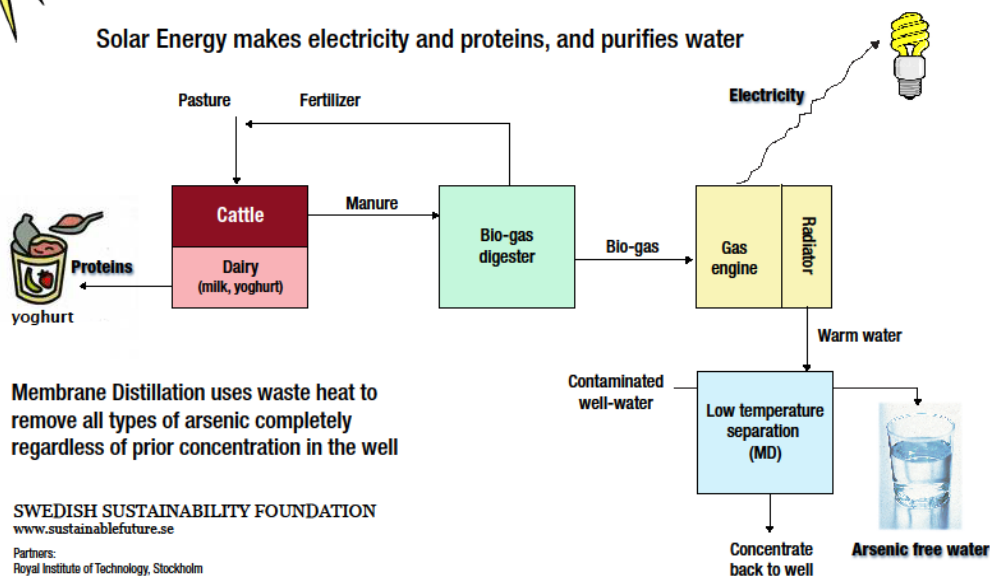 Solar Energy makes electricity and proteins, and purifies water
Pasture
Fertilizer
Electricity
Cattle
Manure
Bio-gas
digester
Bio-gas
Gas
engine
Radiator
Proteins
Dairy
(milk, yoghurt)
yoghurt
Warm water
Contaminated
well-water
Low temperature
separation
(MD)
Membrane Distillation uses waste heat to
remove all types of arsenic completely
regardless of prior concentration in the well
Concentrate
back to well
Arsenic free water
SWEDISH SUSTAINABILITY FOUNDATION
www.sustainablefuture.se
Partners:
Royal Institute of Technology, Stockholm